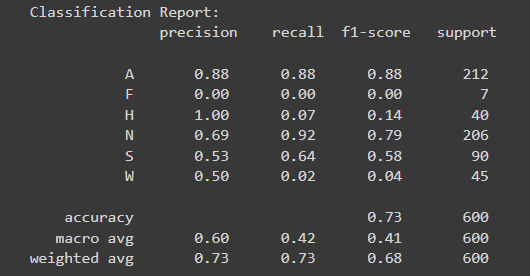 Classification Report:
precision recall f1-score support
A 0.88 0.88 0.88 212
F 0.00 0.00 0.00 7
H 1.00 0.07 0.14 40
N 0.69 0.92 0.79 206
S 0.53 0.64 0.58 90
W 0.50 0.02 0.04 45
accuracy 0.73 600
macro avg 0.60 0.42 0.41 600
weighted avg 0.73 0.73 0.68 600